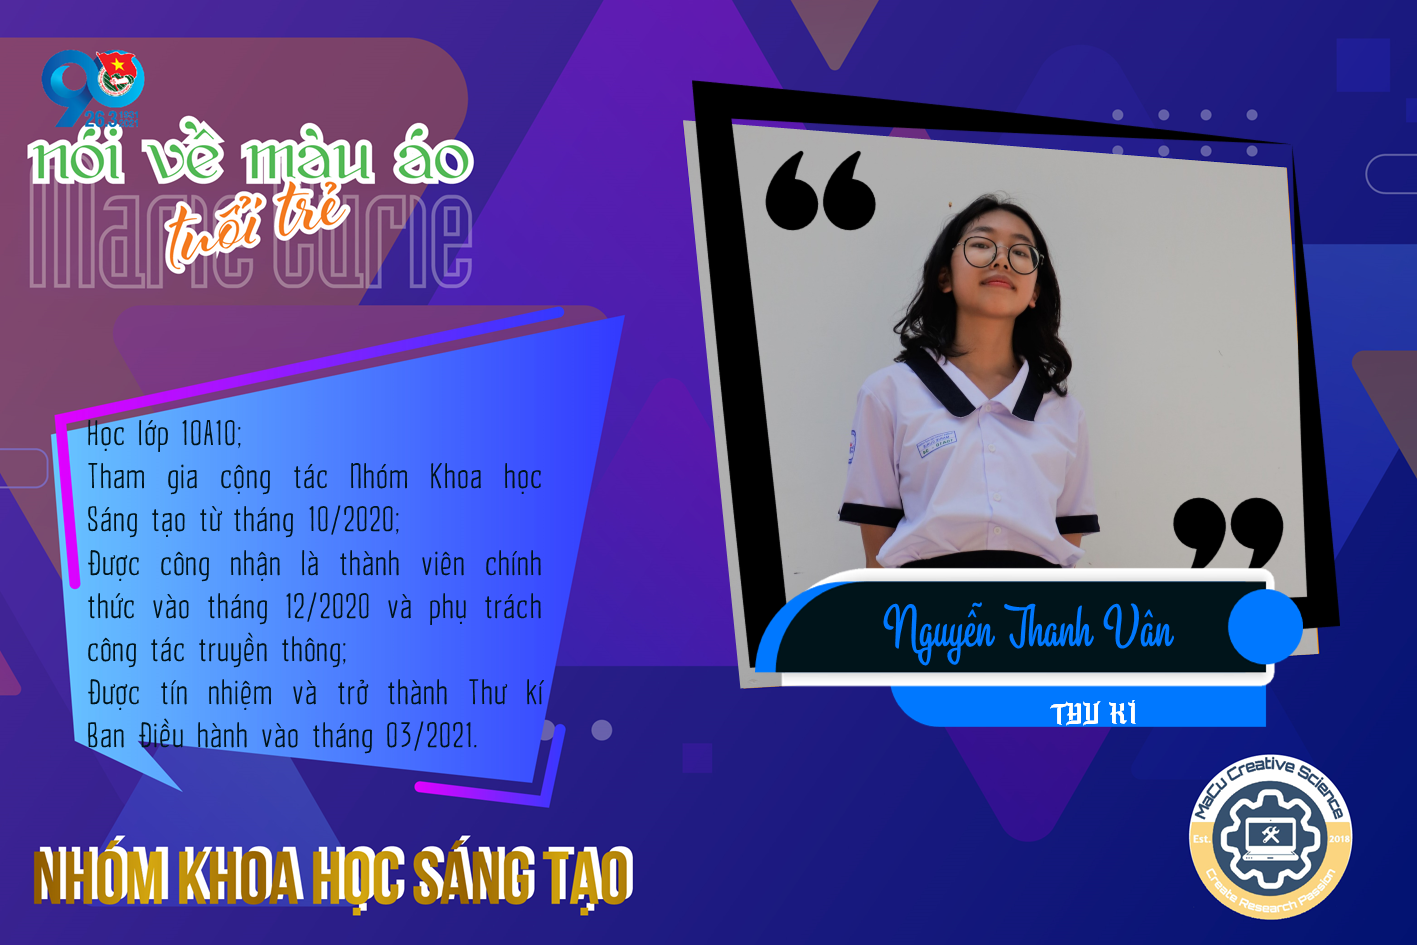 90
26.3
nói về màu áo
tuổi trẻ
Marie Curie
Học lớp 10A10;
Tham gia cộng tác Nhóm Khoa học
Sáng tạo từ tháng 10/2020;
Được công nhận là thành viên chính
thức vào tháng 12/2020 và phụ trách
công tác truyền thông;
Được tín nhiệm và trở thành Thư kí
Ban Điều hành vào tháng 03/2021.
NHÓM KHOA HỌC SÁNG TẠO
Nguyễn Thanh Vân
THƯ KÍ
MaCu Creative Science
Est. 2018
Create Research Passion